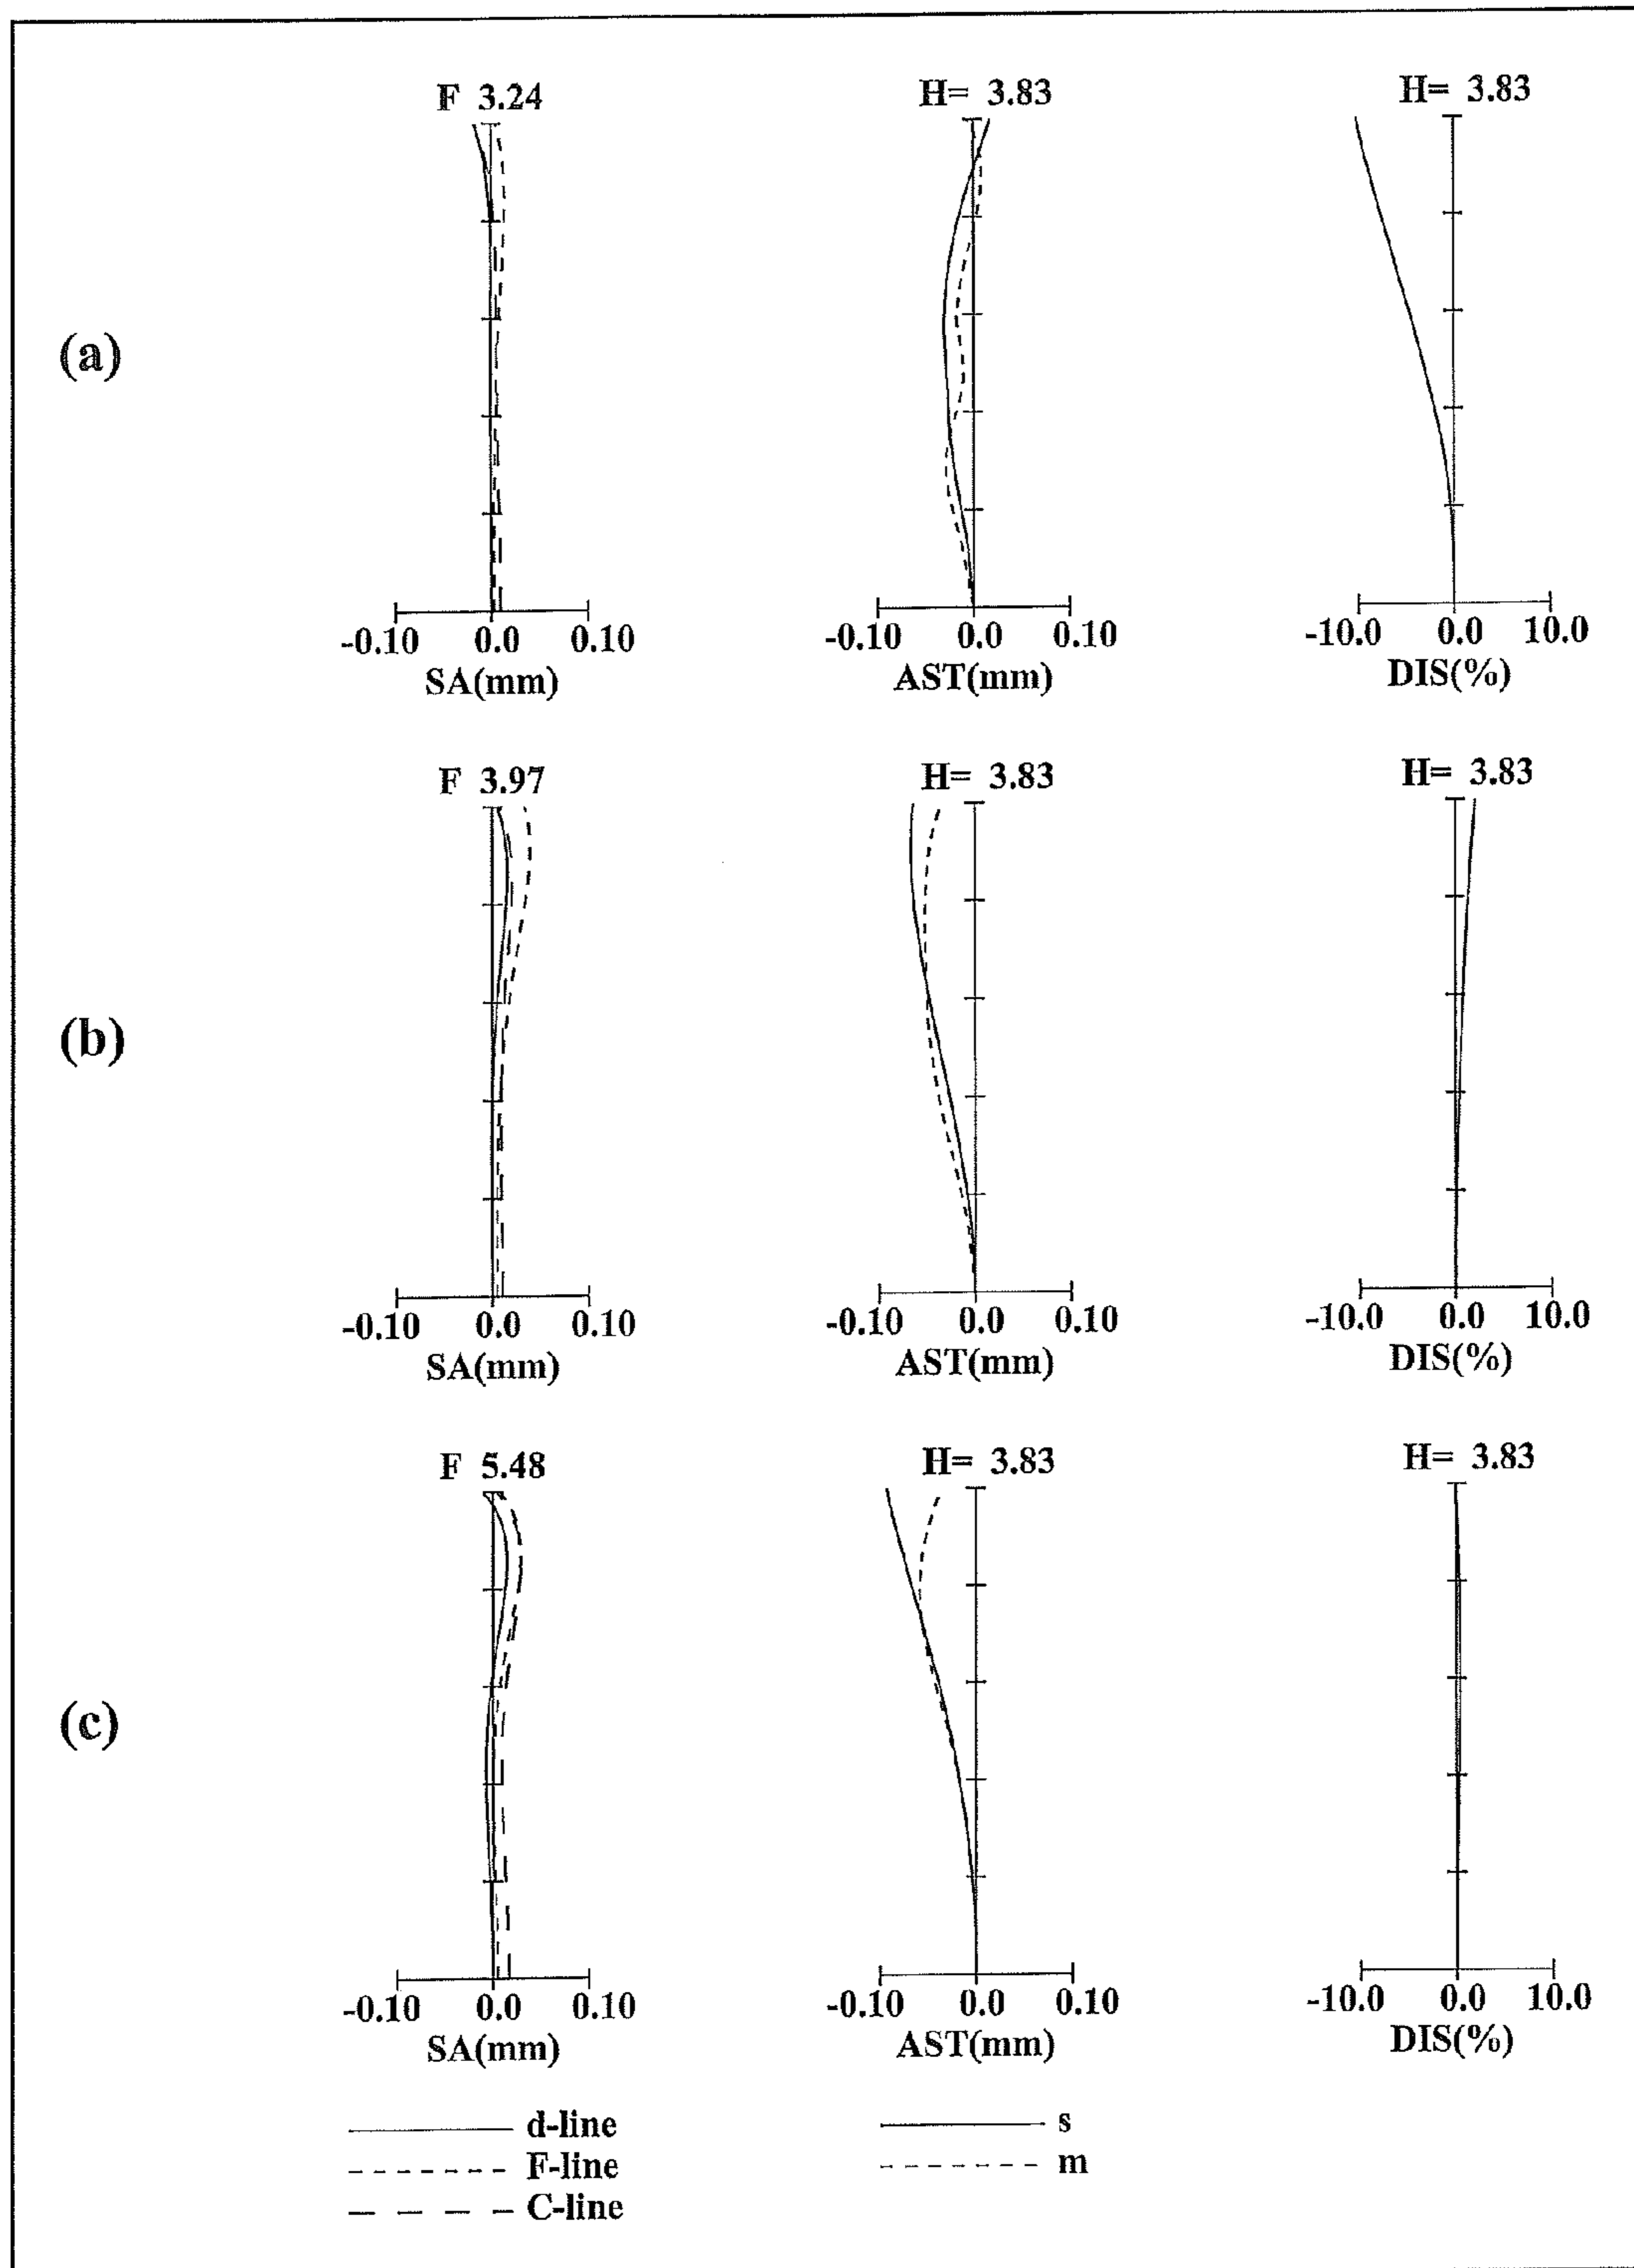 F 3.24 H= 3.83 H= 3.83
(a)
-0.10 0.0 0.10 -0.10 0.0 0.10 -10.0 0.0 10.0
SA(mm) AST(mm) DIS(%)
F 3.97 H= 3.83 H= 3.83
(b)
-0.10 0.0 0.10 -0.10 0.0 0.10 -10.0 0.0 10.0
SA(mm) AST(mm) DIS(%)
F 5.48 H= 3.83 H= 3.83
(c)
-0.10 0.0 0.10 -0.10 0.0 0.10 -10.0 0.0 10.0
SA(mm) AST(mm) DIS(%)
d-line s
F-line m
C-line